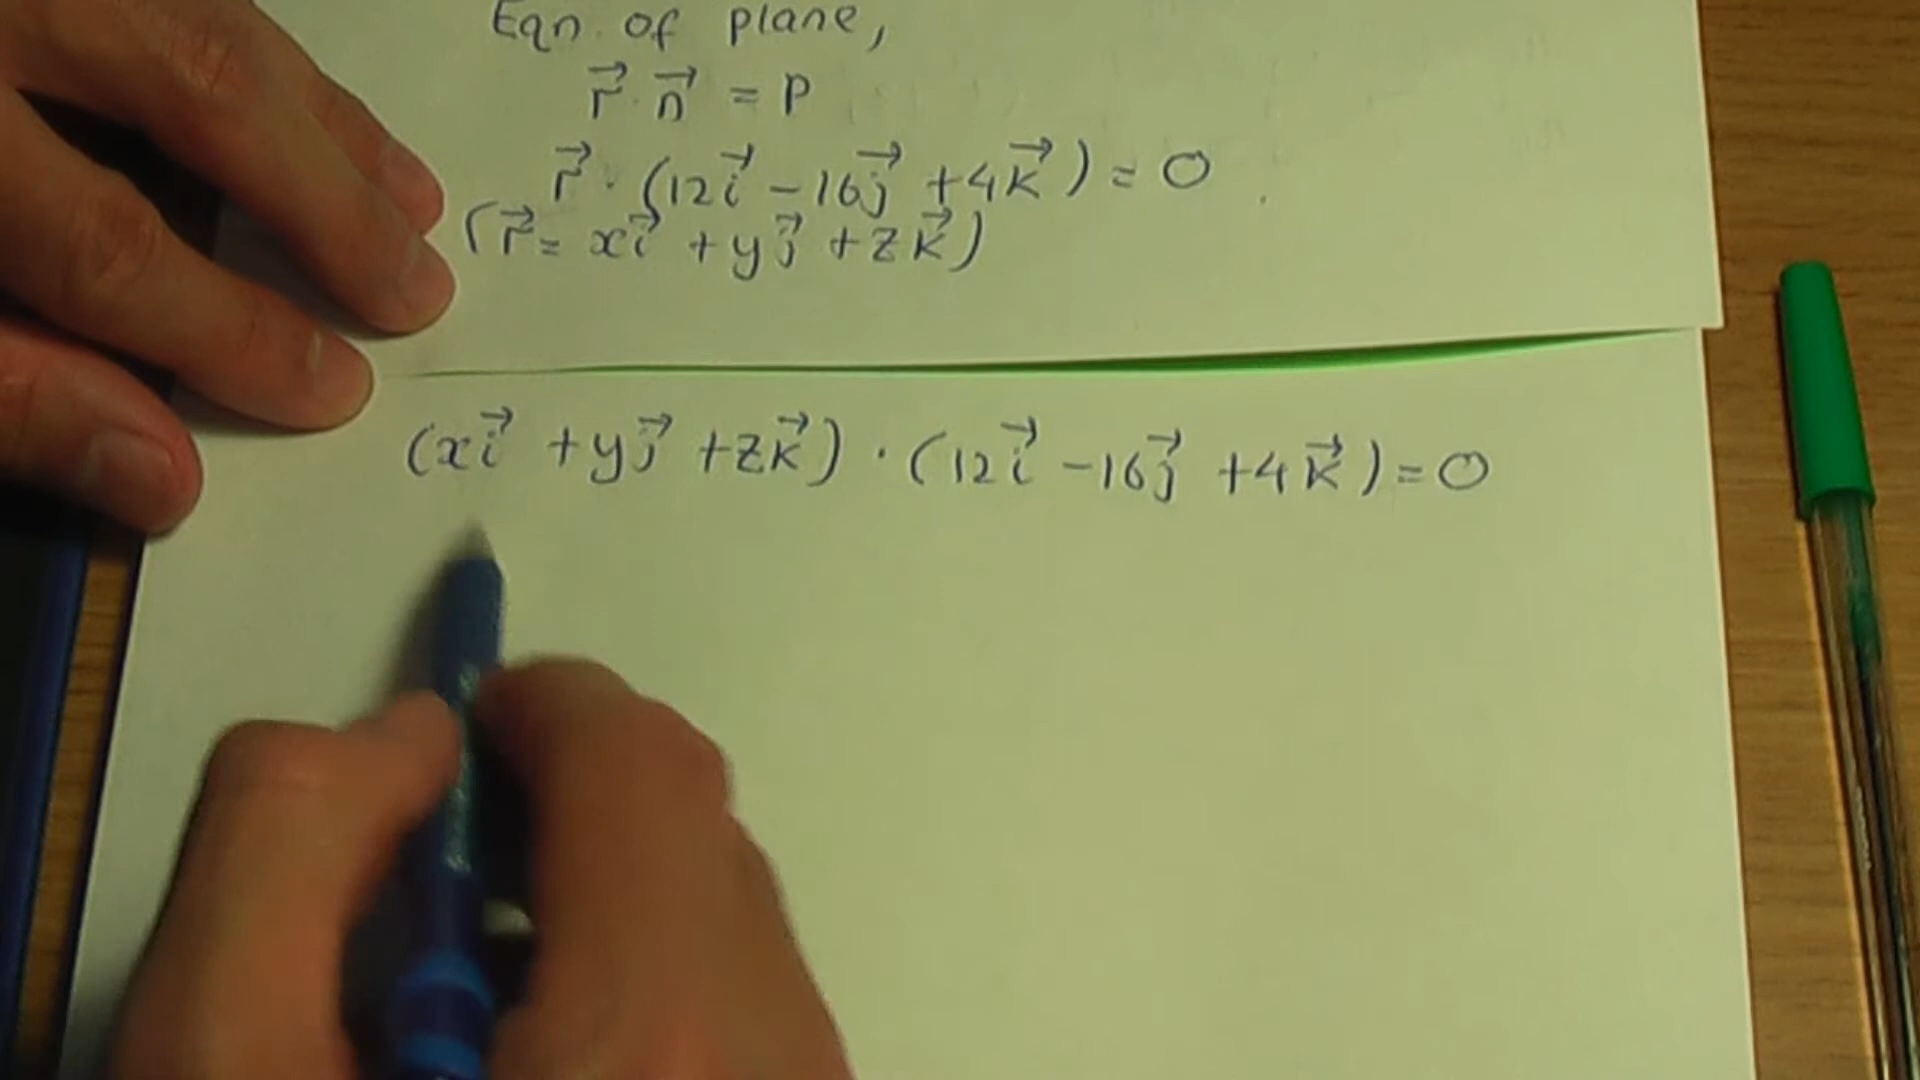 Eqn. of plane,
r⃗ · n⃗ = P
r⃗ · (12i⃗ - 16j⃗ + 4k⃗) = 0
(r⃗ = xi⃗ + yj⃗ + zk⃗)
(xi⃗ + yj⃗ + zk⃗) · (12i⃗ - 16j⃗ + 4k⃗) = 0